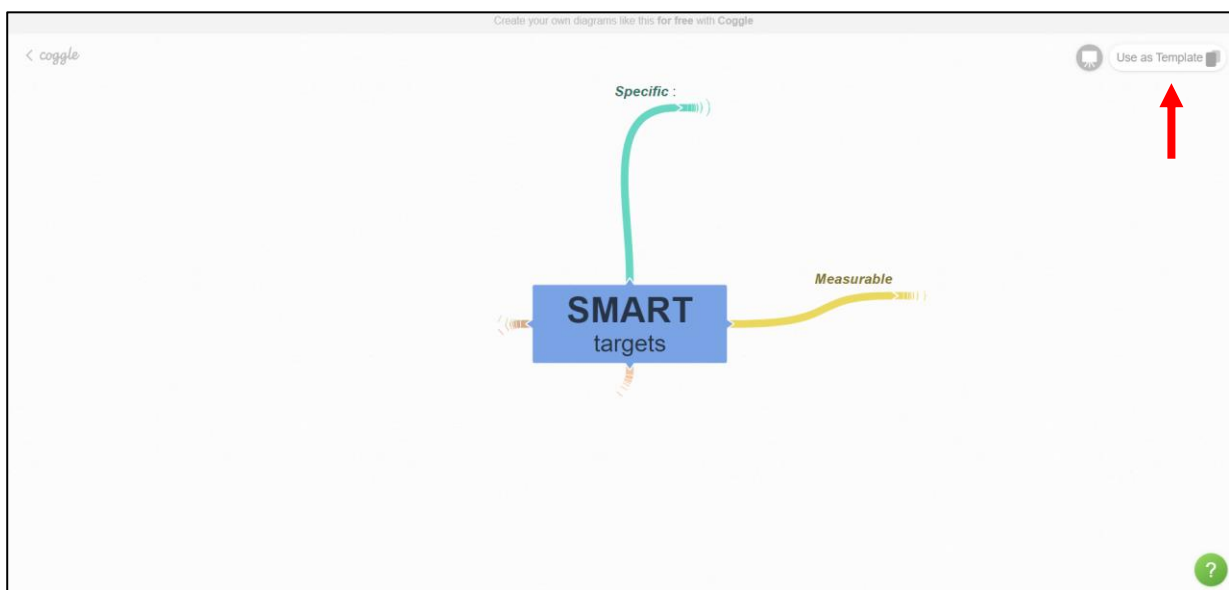 Create your own diagrams like this for free with Coggle
coggle
Use as Template
Specific :
Measurable
SMART
targets
?